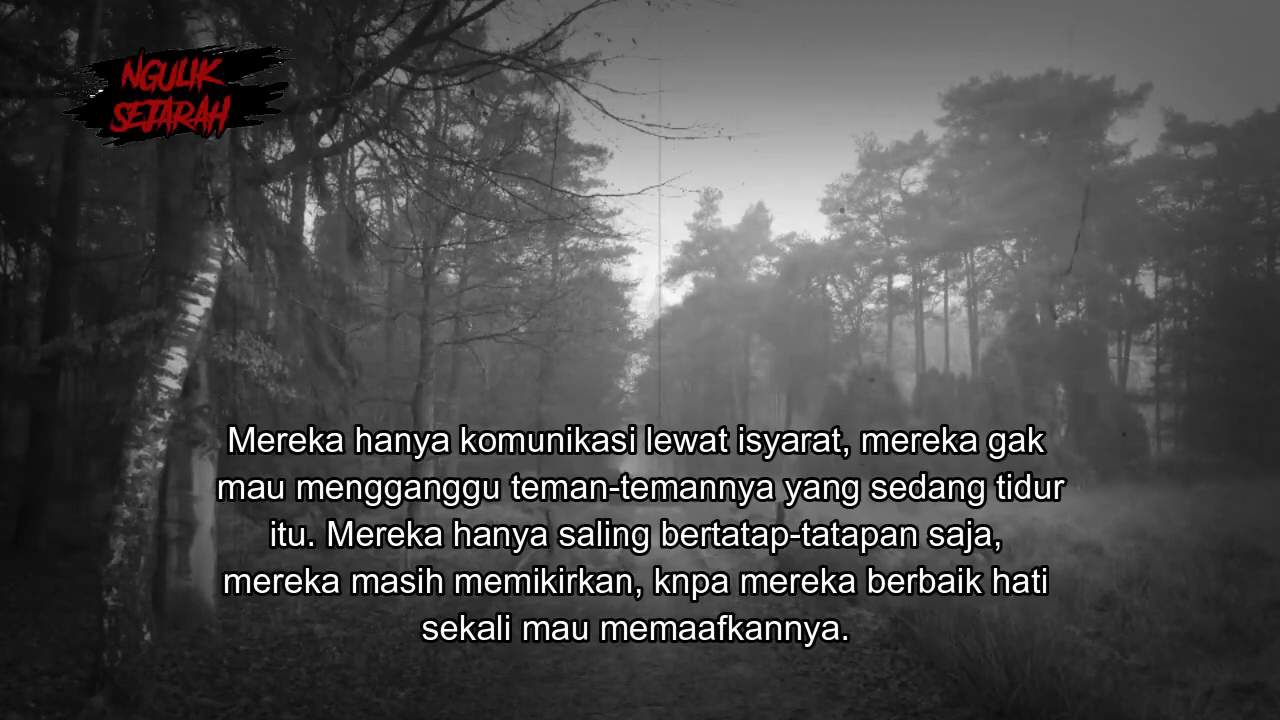 NGULIK
SEJARAH
Mereka hanya komunikasi lewat isyarat, mereka gak
mau mengganggu teman-temannya yang sedang tidur
itu. Mereka hanya saling bertatap-tatapan saja,
mereka masih memikirkan, knpa mereka berbaik hati
sekali mau memaafkannya.